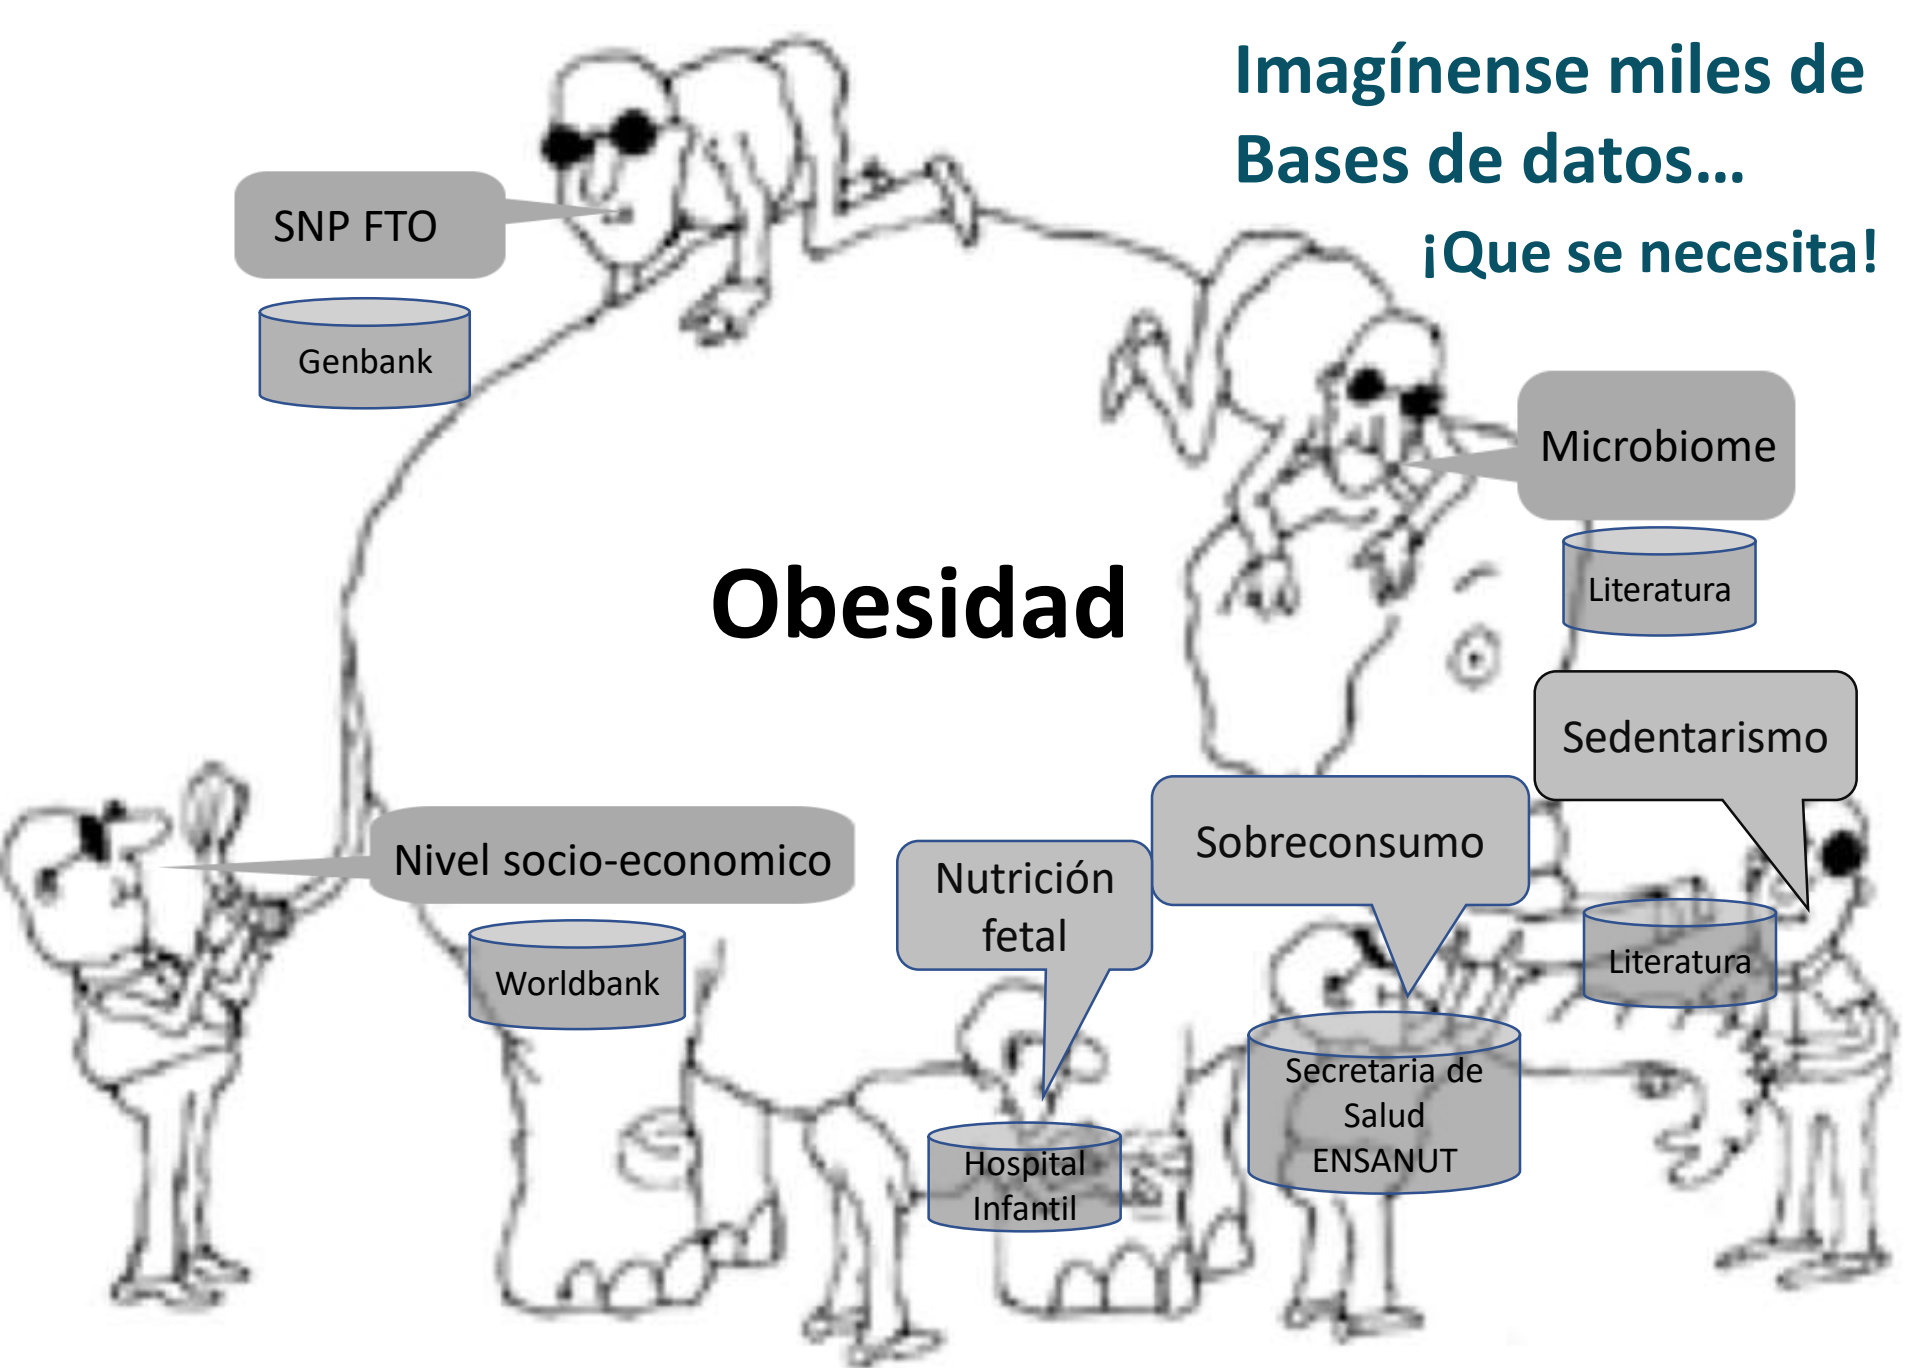 Imagínense miles de
Bases de datos...
¡Que se necesita!
SNP FTO
Genbank
Microbiome
Literatura
Obesidad
Sedentarismo
Literatura
Sobreconsumo
Secretaria de
Salud
ENSANUT
Nivel socio-economico
Worldbank
Nutrición
fetal
Hospital
Infantil